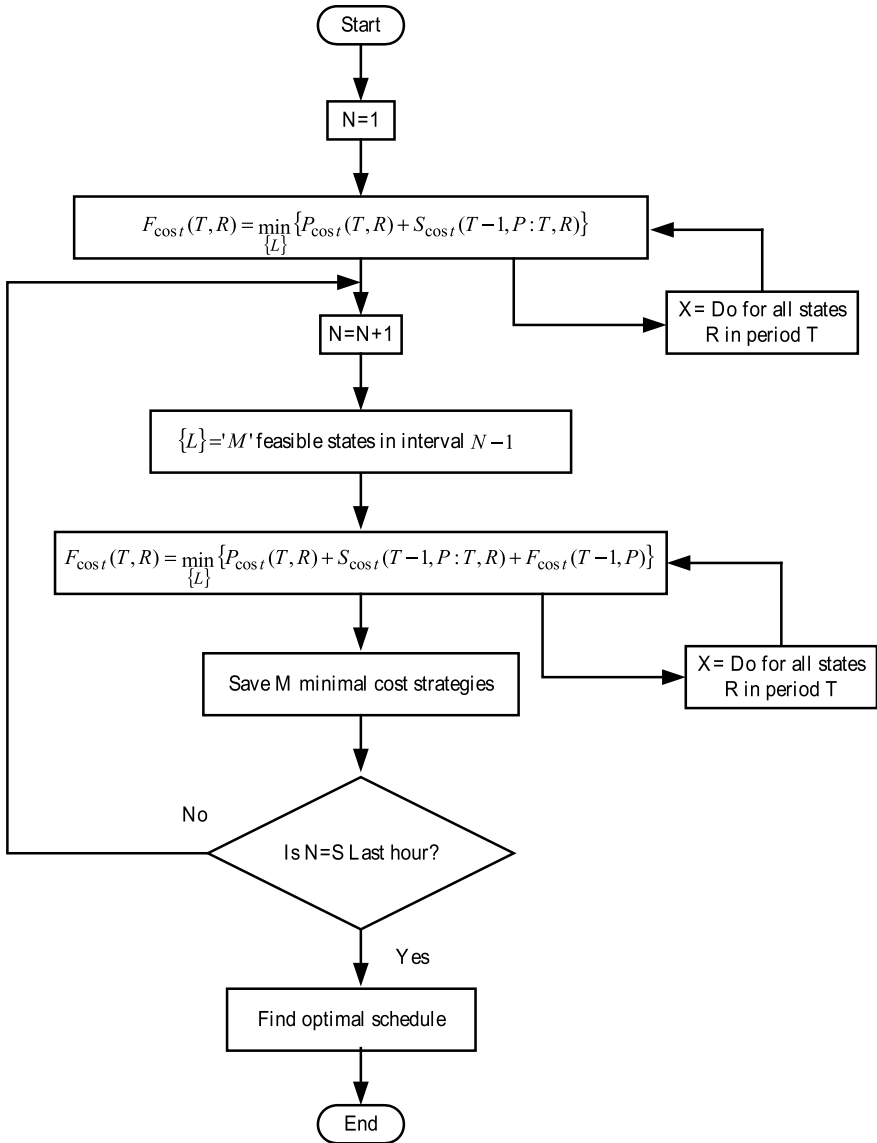 Start
N=1
F_cost(T,R) = min_{L} {P_cost(T,R) + S_cost(T−1,P:T,R)}
X= Do for all states
R in period T
N=N+1
{L}='M' feasible states in interval N−1
F_cost(T,R) = min_{L} {P_cost(T,R) + S_cost(T−1,P:T,R) + F_cost(T−1,P)}
X= Do for all states
R in period T
Save M minimal cost strategies
No
Is N=S Last hour?
Yes
Find optimal schedule
End